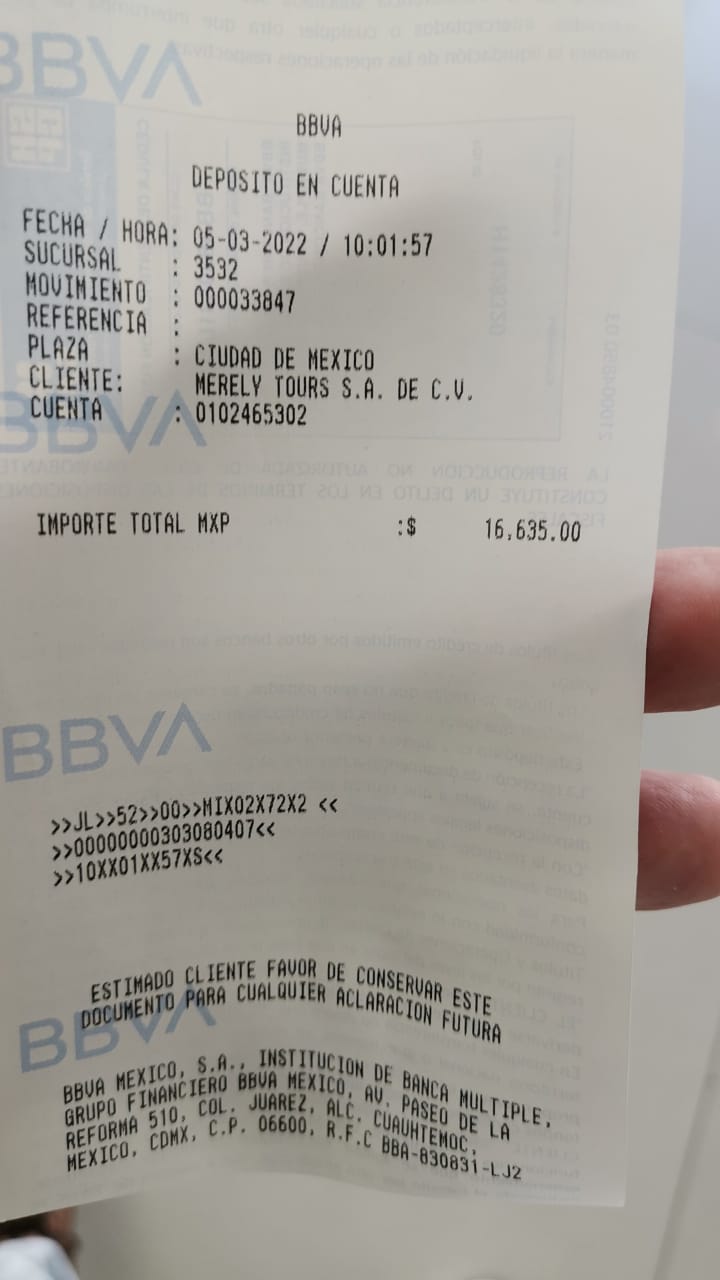 BBVA
BBVA
DEPOSITO EN CUENTA
FECHA / HORA: 05-03-2022 / 10:01:57
SUCURSAL : 3532
MOVIMIENTO : 000033847
REFERENCIA :
PLAZA : CIUDAD DE MEXICO
CLIENTE: MERELY TOURS S.A. DE C.V.
CUENTA : 0102465302
BBVA
IMPORTE TOTAL MXP :$ 16,635.00
BBVA
>>JL>>52>>00>>MIX02X72X2 <<
>>00000000303080407<<
>>10XX01XX57XS<<
ESTIMADO CLIENTE FAVOR DE CONSERVAR ESTE
DOCUMENTO PARA CUALQUIER ACLARACION FUTURA
BBVA
BBVA MEXICO, S.A., INSTITUCION DE BANCA MULTIPLE,
GRUPO FINANCIERO BBVA MEXICO, AV. PASEO DE LA
REFORMA 510, COL. JUAREZ, ALC. CUAUHTEMOC,
MEXICO, CDMX, C.P. 06600, R.F.C BBA-830831-LJ2